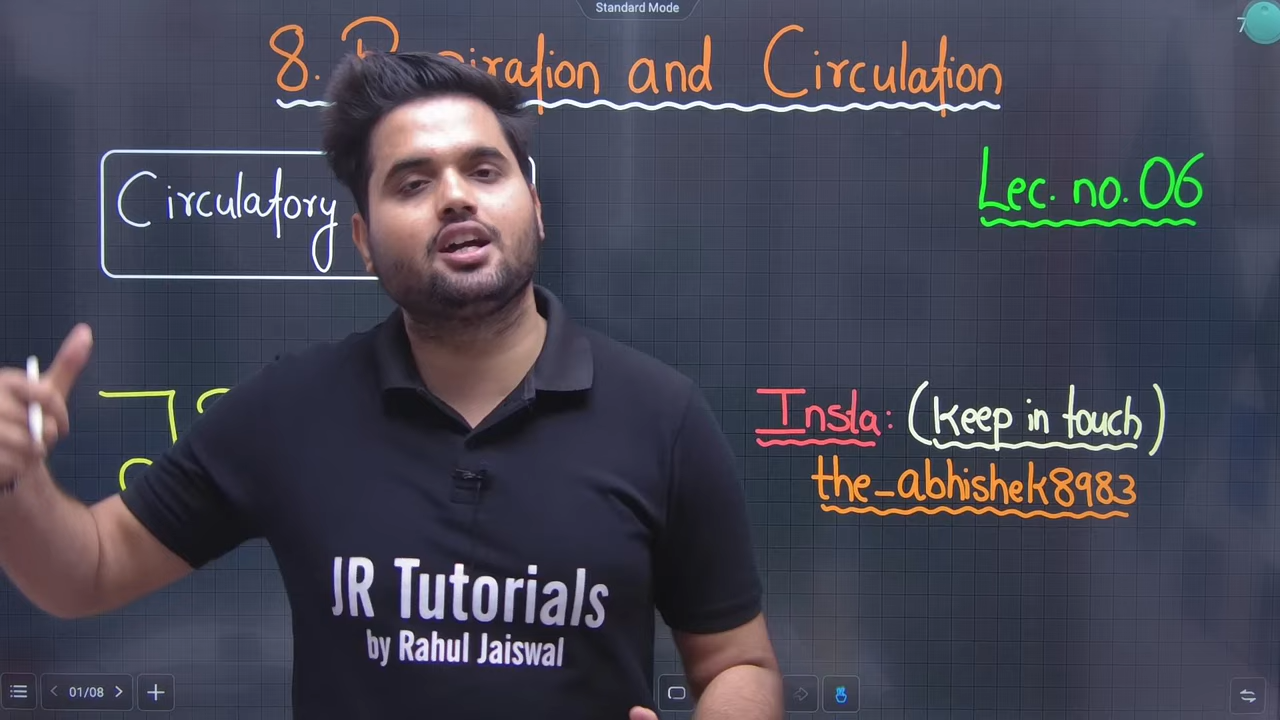 Standard Mode
8. R piration and Circulation
Circulatory
Lec. no. 06
Insta: (keep in touch)
the_abhishek8983
JR Tutorials
by Rahul Jaiswal
01/08